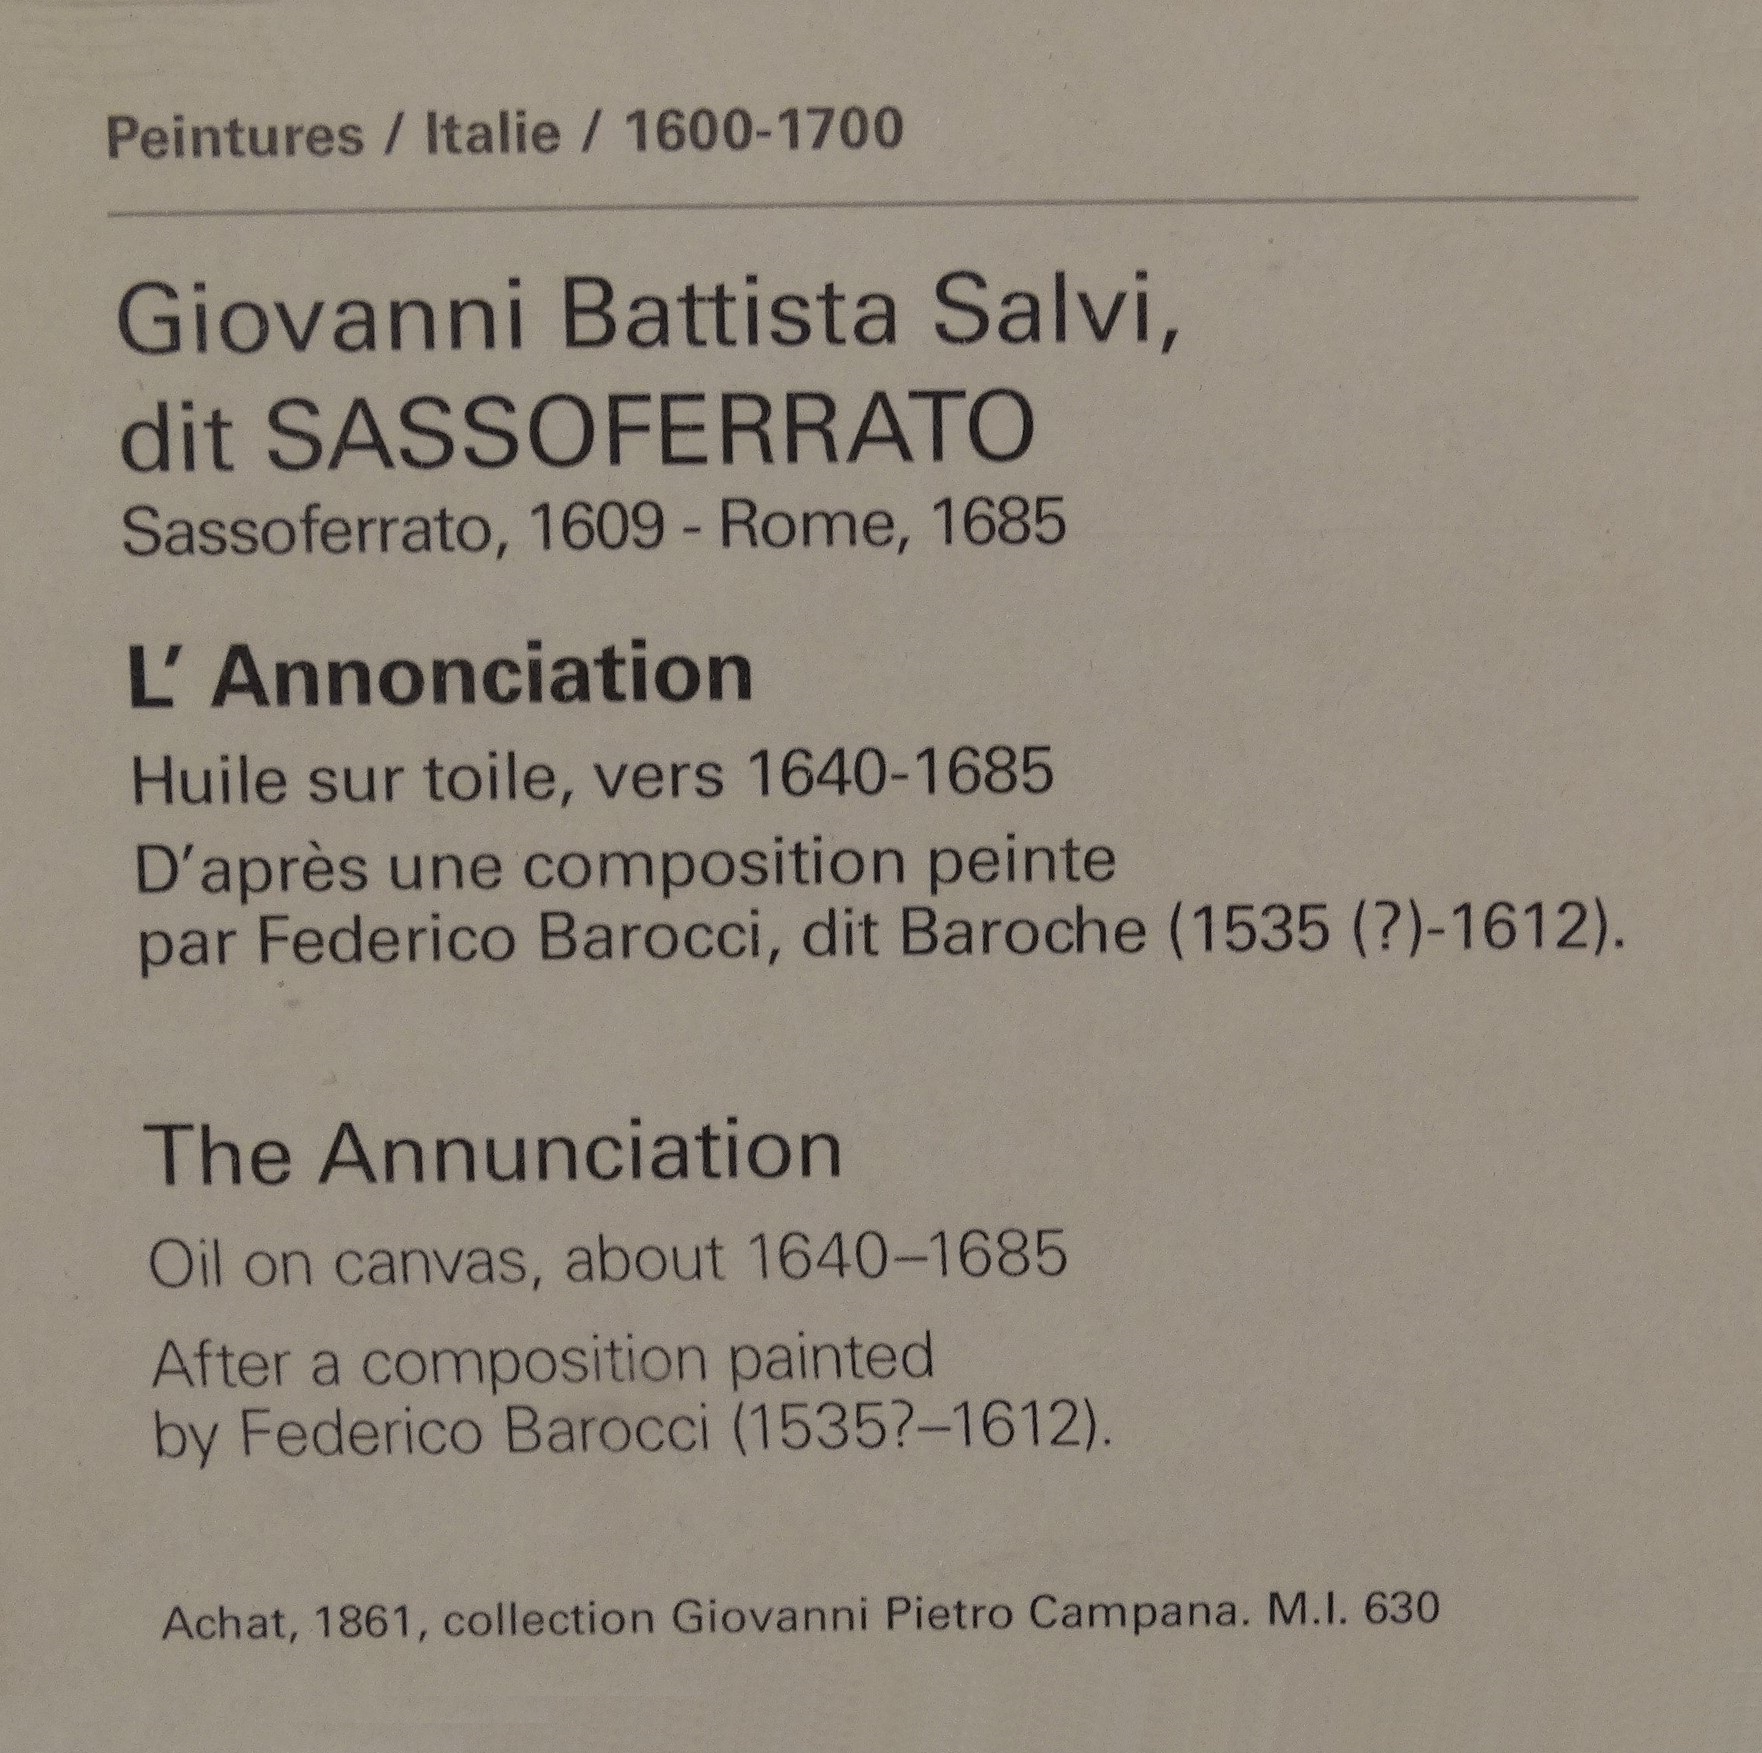 Peintures / Italie / 1600-1700
Giovanni Battista Salvi,
dit SASSOFERRATO
Sassoferrato, 1609 - Rome, 1685
L’ Annonciation
Huile sur toile, vers 1640-1685
D’après une composition peinte
par Federico Barocci, dit Baroche (1535 (?)-1612).
The Annunciation
Oil on canvas, about 1640–1685
After a composition painted
by Federico Barocci (1535?–1612).
Achat, 1861, collection Giovanni Pietro Campana. M.I. 630